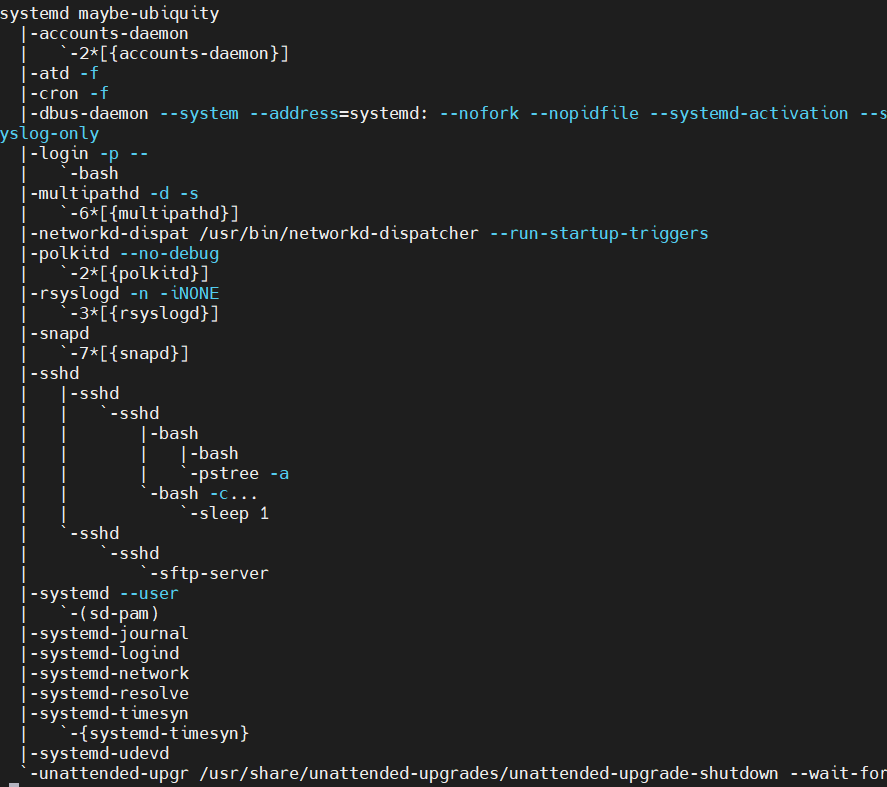 systemd maybe-ubiquity
  |-accounts-daemon
  |   `-2*[{accounts-daemon}]
  |-atd -f
  |-cron -f
  |-dbus-daemon --system --address=systemd: --nofork --nopidfile --systemd-activation --s
yslog-only
  |-login -p --
  |   `-bash
  |-multipathd -d -s
  |   `-6*[{multipathd}]
  |-networkd-dispat /usr/bin/networkd-dispatcher --run-startup-triggers
  |-polkitd --no-debug
  |   `-2*[{polkitd}]
  |-rsyslogd -n -iNONE
  |   `-3*[{rsyslogd}]
  |-snapd
  |   `-7*[{snapd}]
  |-sshd
  |   |-sshd
  |   |   `-sshd
  |   |       |-bash
  |   |       |   |-bash
  |   |       |   `-pstree -a
  |   |       `-bash -c...
  |   |           `-sleep 1
  |   `-sshd
  |       `-sshd
  |           `-sftp-server
  |-systemd --user
  |   `-(sd-pam)
  |-systemd-journal
  |-systemd-logind
  |-systemd-network
  |-systemd-resolve
  |-systemd-timesyn
  |   `-{systemd-timesyn}
  |-systemd-udevd
  `-unattended-upgr /usr/share/unattended-upgrades/unattended-upgrade-shutdown --wait-for